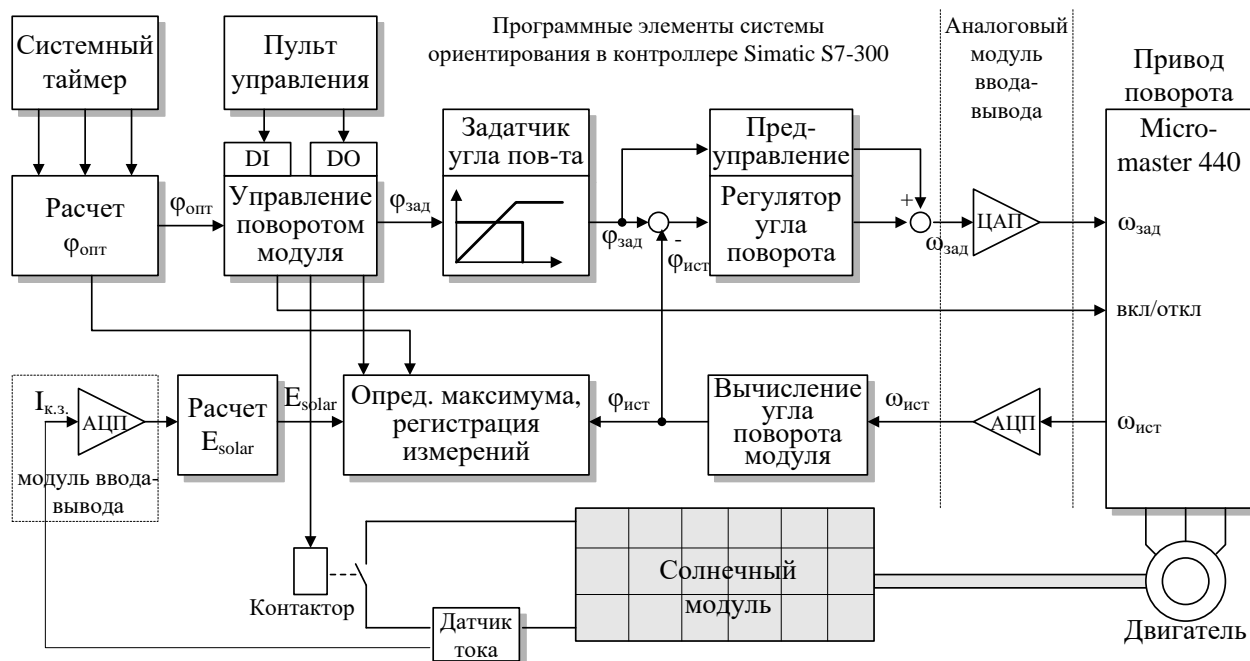 Системный
таймер
Пульт
управления
Программные элементы системы
ориентирования в контроллере Simatic S7-300
Аналоговый
модуль
ввода-
вывода
Привод
поворота
Micro-
master 440
DI
DO
Задатчик
угла пов-та
Пред-
управление
Расчет
φопт
φопт
Управление
поворотом
модуля
φзад
φзад
-
φист
Регулятор
угла
поворота
+
ωзад
ЦАП
ωзад
вкл/откл
Iк.з.
АЦП
модуль ввода-
вывода
Расчет
Esolar
Esolar
Опред. максимума,
регистрация
измерений
φист
Вычисление
угла
поворота
модуля
ωист
АЦП
ωист
Контактор
Датчик
тока
Солнечный
модуль
Двигатель